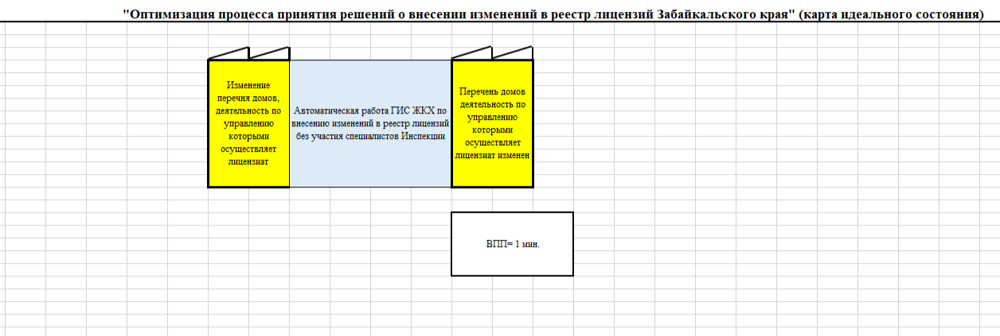 "Оптимизация процесса принятия решений о внесении изменений в реестр лицензий Забайкальского края" (карта идеального состояния)
Изменение
перечня домов,
деятельность по
управлению
которыми
осуществляет
лицензиат
Автоматическая работа ГИС ЖКХ по
внесению изменений в реестр лицензий
без участия специалистов Инспекции
Перечень домов
деятельность по
управлению
которыми
осуществляет
лицензиат изменен
ВПП= 1 мин.